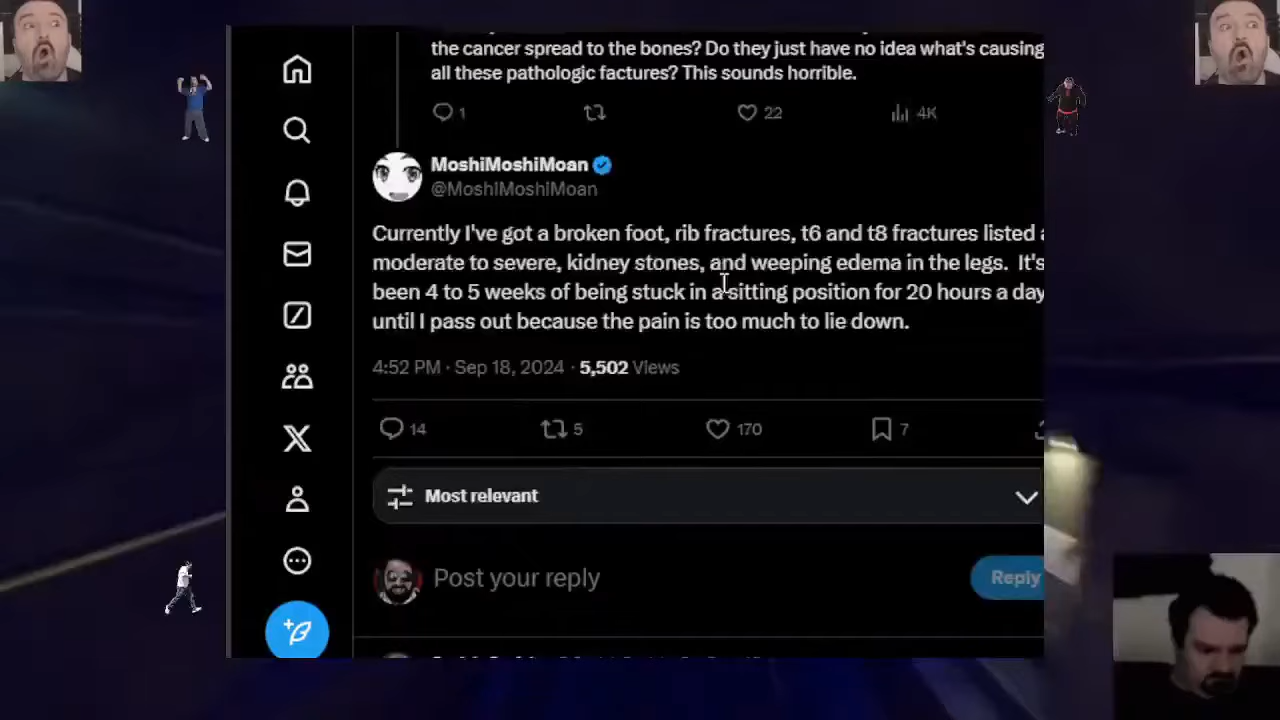 the cancer spread to the bones? Do they just have no idea what's causing
all these pathologic factures? This sounds horrible.
1
22
4K
MoshiMoshiMoan
@MoshiMoshiMoan
Currently I've got a broken foot, rib fractures, t6 and t8 fractures listed
moderate to severe, kidney stones, and weeping edema in the legs. It's
been 4 to 5 weeks of being stuck in a sitting position for 20 hours a day
until I pass out because the pain is too much to lie down.
4:52 PM · Sep 18, 2024 · 5,502 Views
14
5
170
7
Most relevant
Post your reply
Reply